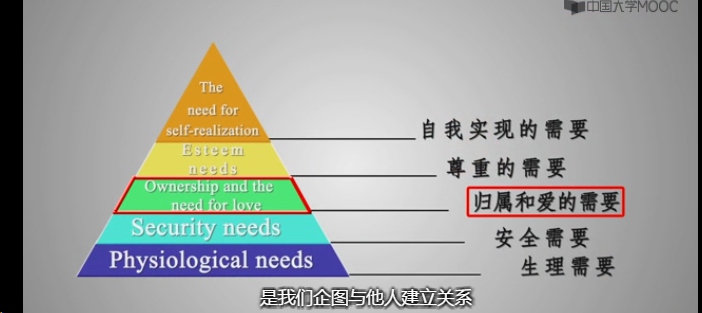 中国大学MOOC
The
need for
self-realization
自我实现的需要
Esteem
needs
尊重的需要
Ownership and the
need for love
归属和爱的需要
Security needs
安全需要
Physiological needs
生理需要
是我们企图与他人建立关系